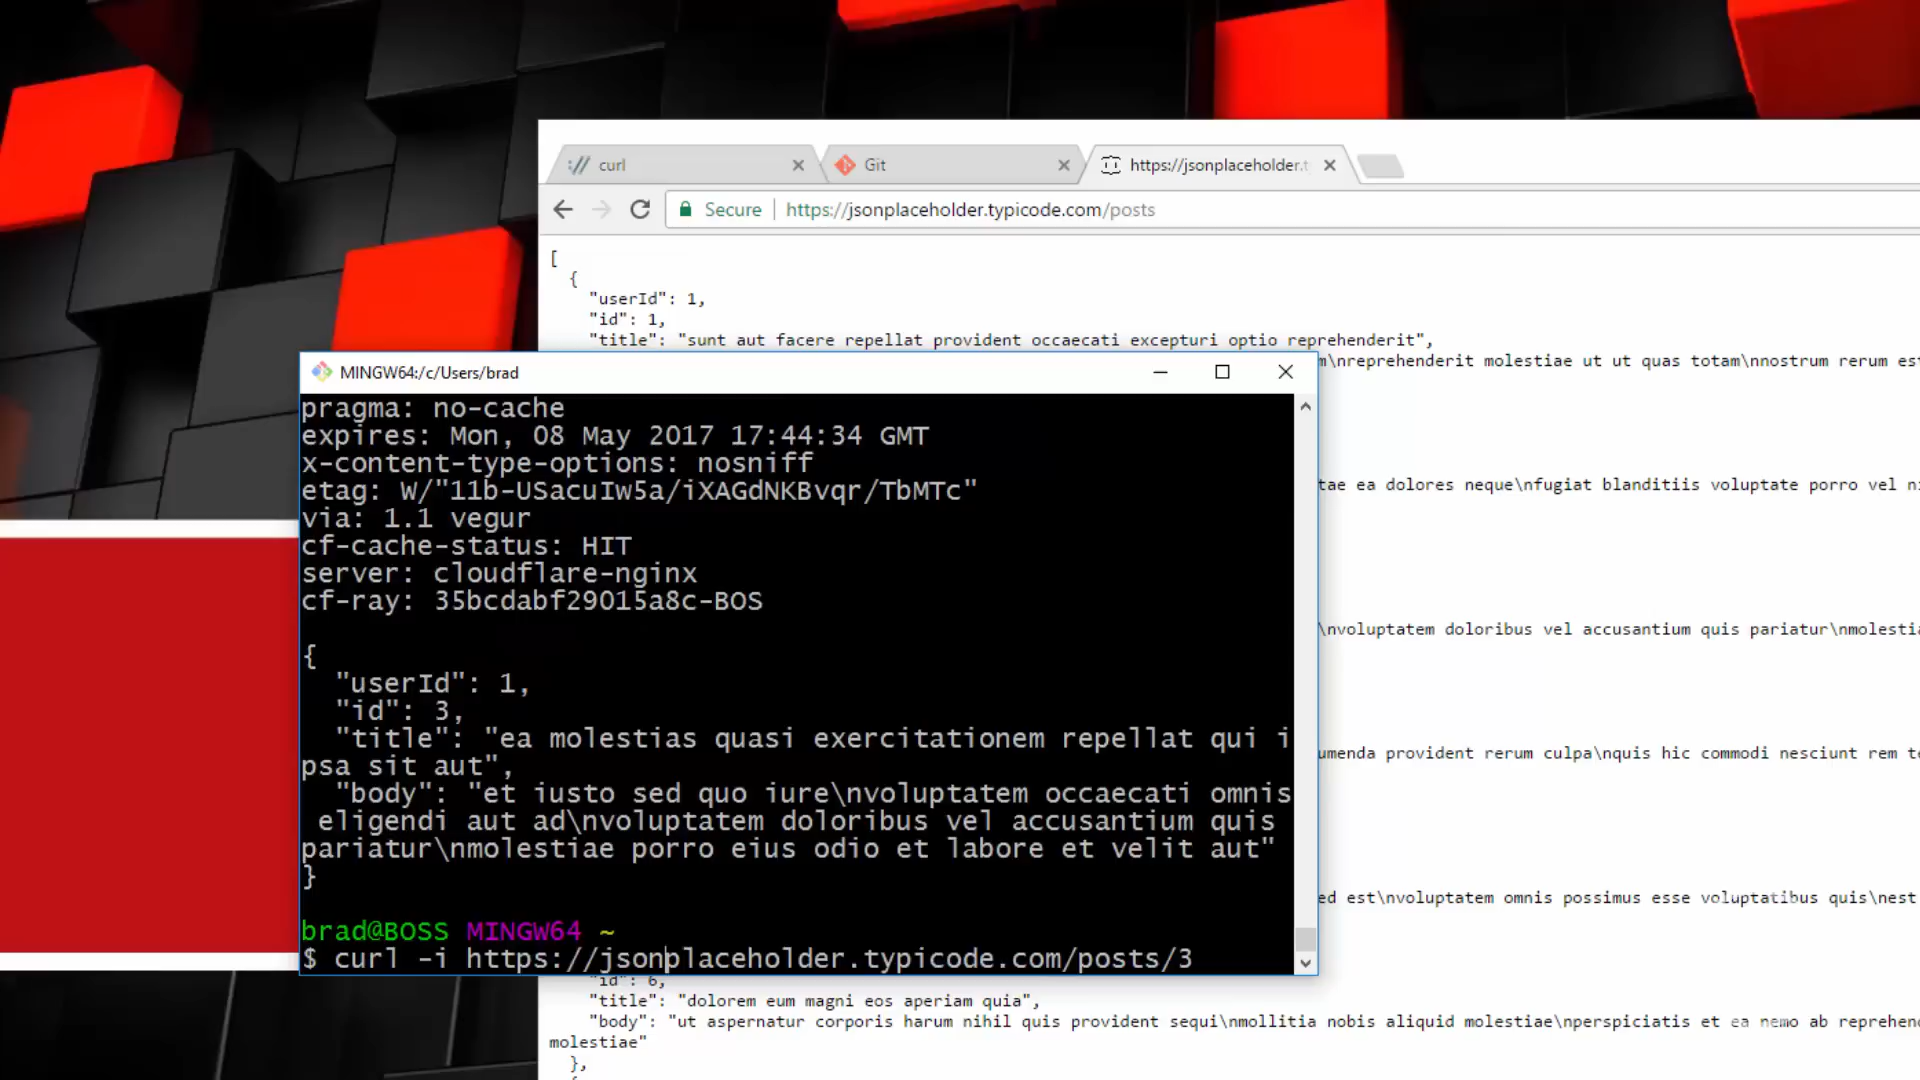 curl
Git
https://jsonplaceholder.t
Secure
https://jsonplaceholder.typicode.com/posts
[
{
"userId": 1,
"id": 1,
"title": "sunt aut facere repellat provident occaecati excepturi optio reprehenderit",
m\nreprehenderit molestiae ut ut quas totam\nnostrum rerum est
tae ea dolores neque\nfugiat blanditiis voluptate porro vel ni
\nvoluptatem doloribus vel accusantium quis pariatur\nmolestia
umenda provident rerum culpa\nquis hic commodi nesciunt rem te
ed est\nvoluptatem omnis possimus esse voluptatibus quis\nest
MINGW64:/c/Users/brad
pragma: no-cache
expires: Mon, 08 May 2017 17:44:34 GMT
x-content-type-options: nosniff
etag: W/"11b-USacuIw5a/iXAGdNKBvqr/TbMTc"
via: 1.1 vegur
cf-cache-status: HIT
server: cloudflare-nginx
cf-ray: 35bcdabf29015a8c-BOS
{
"userId": 1,
"id": 3,
"title": "ea molestias quasi exercitationem repellat qui i
psa sit aut",
"body": "et iusto sed quo iure\nvoluptatem occaecati omnis
eligendi aut ad\nvoluptatem doloribus vel accusantium quis
pariatur\nmolestiae porro eius odio et labore et velit aut"
}
brad@BOSS MINGW64 ~
$ curl -i https://jsonplaceholder.typicode.com/posts/3
"id": 6,
"title": "dolorem eum magni eos aperiam quia",
"body": "ut aspernatur corporis harum nihil quis provident sequi\nmollitia nobis aliquid molestiae\nperspiciatis et ea nemo ab reprehen
molestiae"
},